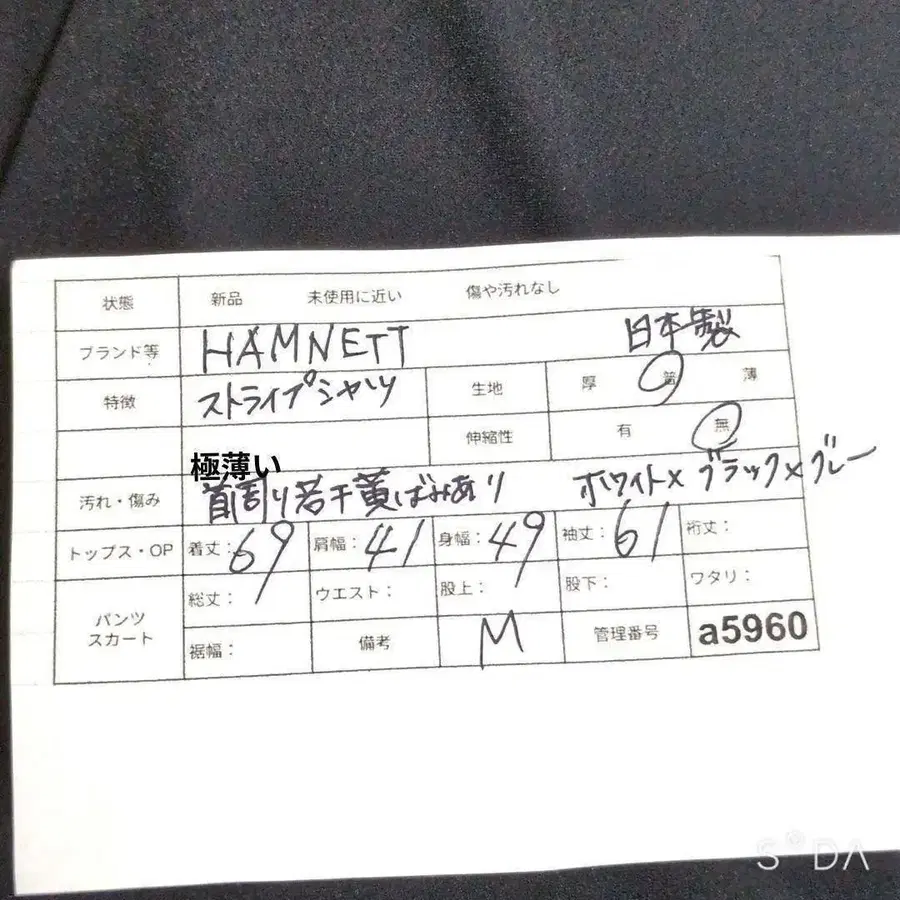 状態 新品 未使用に近い 傷や汚れなし
ブランド等 HAMNETT 日本製
特徴 ストライプシャツ 生地 厚 普 薄
伸縮性 有 無
極薄い
汚れ・傷み 首周り若干黄ばみあり ホワイト×ブラック×グレー
トップス・OP 着丈：69 肩幅：41 身幅：49 袖丈：61 裄丈：
パンツ スカート 総丈： ウエスト： 股上： 股下： ワタリ：
裾幅： 備考 M 管理番号 a5960
SODA